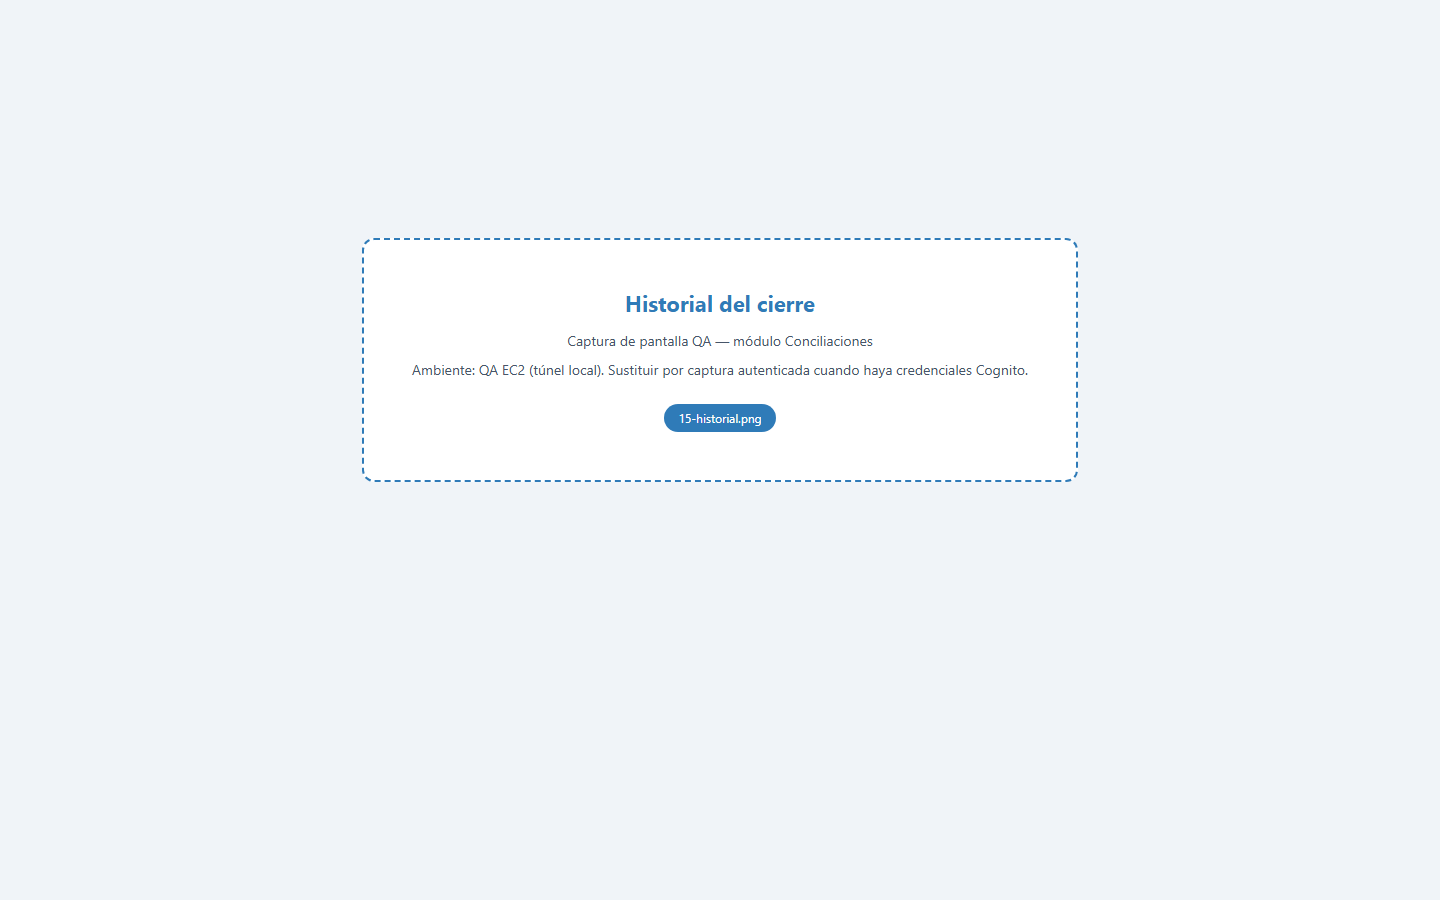 Historial del cierre
Captura de pantalla QA — módulo Conciliaciones
Ambiente: QA EC2 (túnel local). Sustituir por captura autenticada cuando haya credenciales Cognito.
15-historial.png